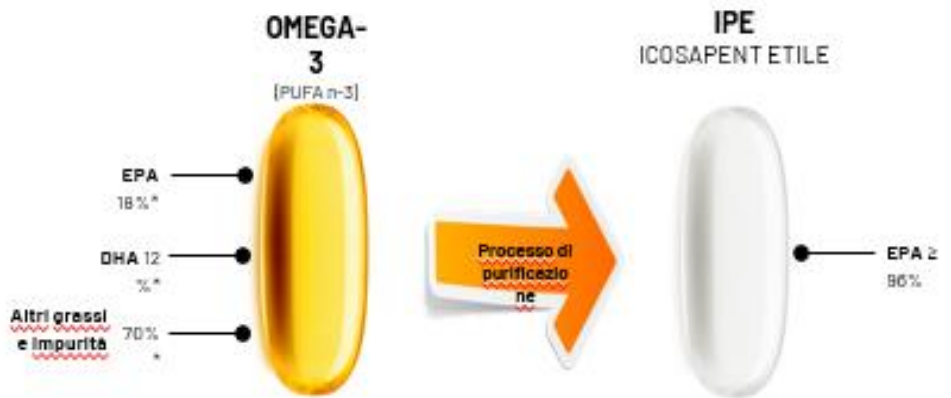 OMEGA-
3
(PUFA n-3)
EPA
18%*
DHA 12
%*
Altri grassi
e impurità
70%
*
Processo di
purificazio
ne
IPE
ICOSAPENT ETILE
EPA ≥
96%